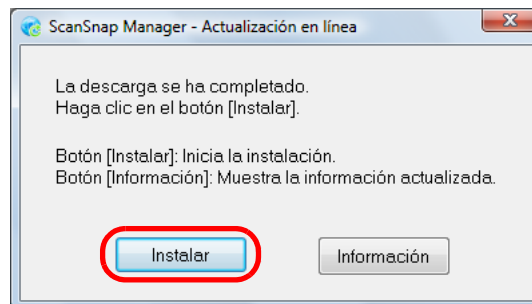 ScanSnap Manager - Actualización en línea
La descarga se ha completado.
Haga clic en el botón [Instalar].
Botón [Instalar]: Inicia la instalación.
Botón [Información]: Muestra la información actualizada.
Instalar
Información